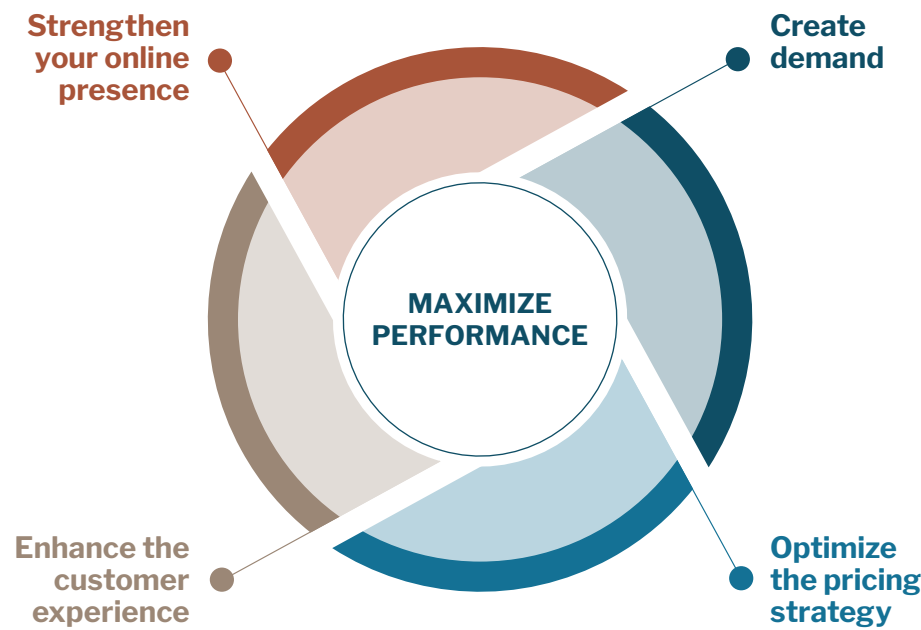 Strengthen
your online
presence
Create
demand
MAXIMIZE
PERFORMANCE
Enhance the
customer
experience
Optimize
the pricing
strategy